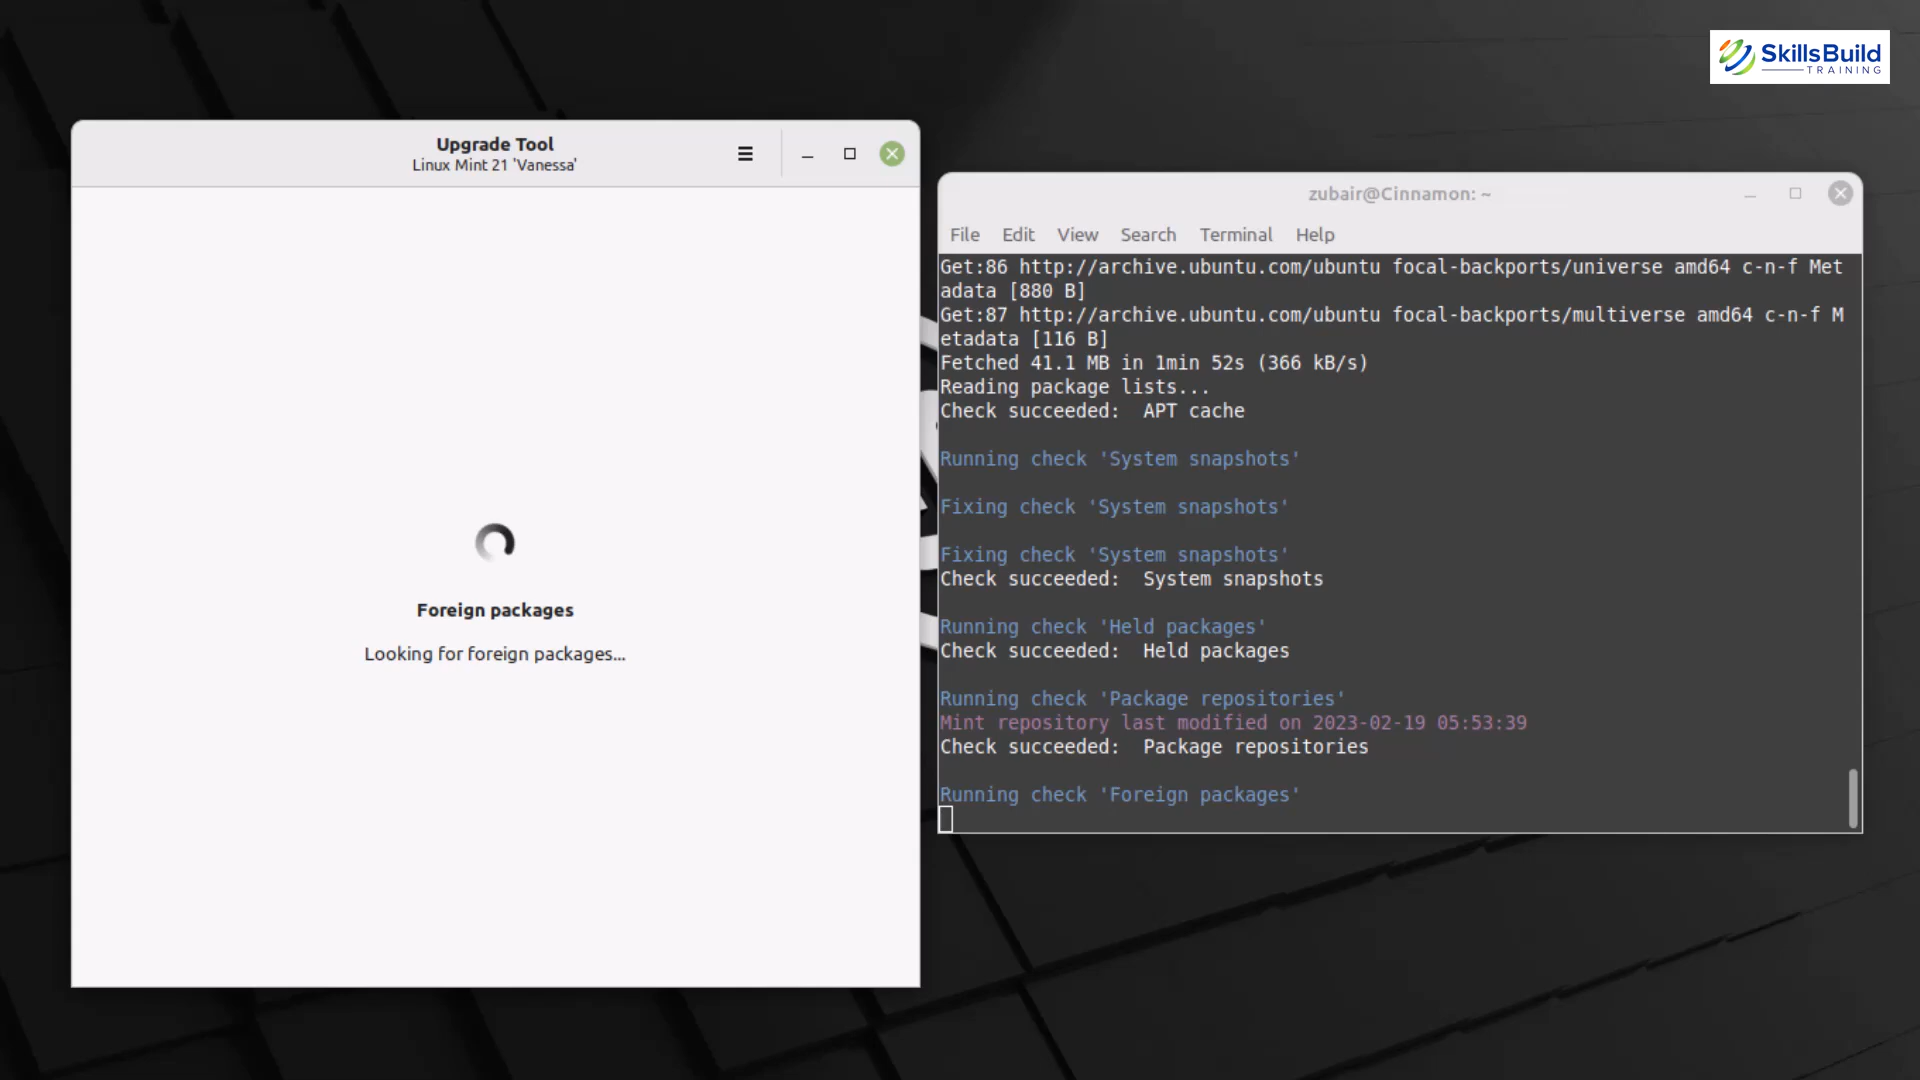 SkillsBuild
TRAINING
Upgrade Tool
Linux Mint 21 'Vanessa'
Foreign packages
Looking for foreign packages...
zubair@Cinnamon: ~
File Edit View Search Terminal Help
Get:86 http://archive.ubuntu.com/ubuntu focal-backports/universe amd64 c-n-f Met
adata [880 B]
Get:87 http://archive.ubuntu.com/ubuntu focal-backports/multiverse amd64 c-n-f M
etadata [116 B]
Fetched 41.1 MB in 1min 52s (366 kB/s)
Reading package lists...
Check succeeded:  APT cache
Running check 'System snapshots'
Fixing check 'System snapshots'
Fixing check 'System snapshots'
Check succeeded:  System snapshots
Running check 'Held packages'
Check succeeded:  Held packages
Running check 'Package repositories'
Mint repository last modified on 2023-02-19 05:53:39
Check succeeded:  Package repositories
Running check 'Foreign packages'